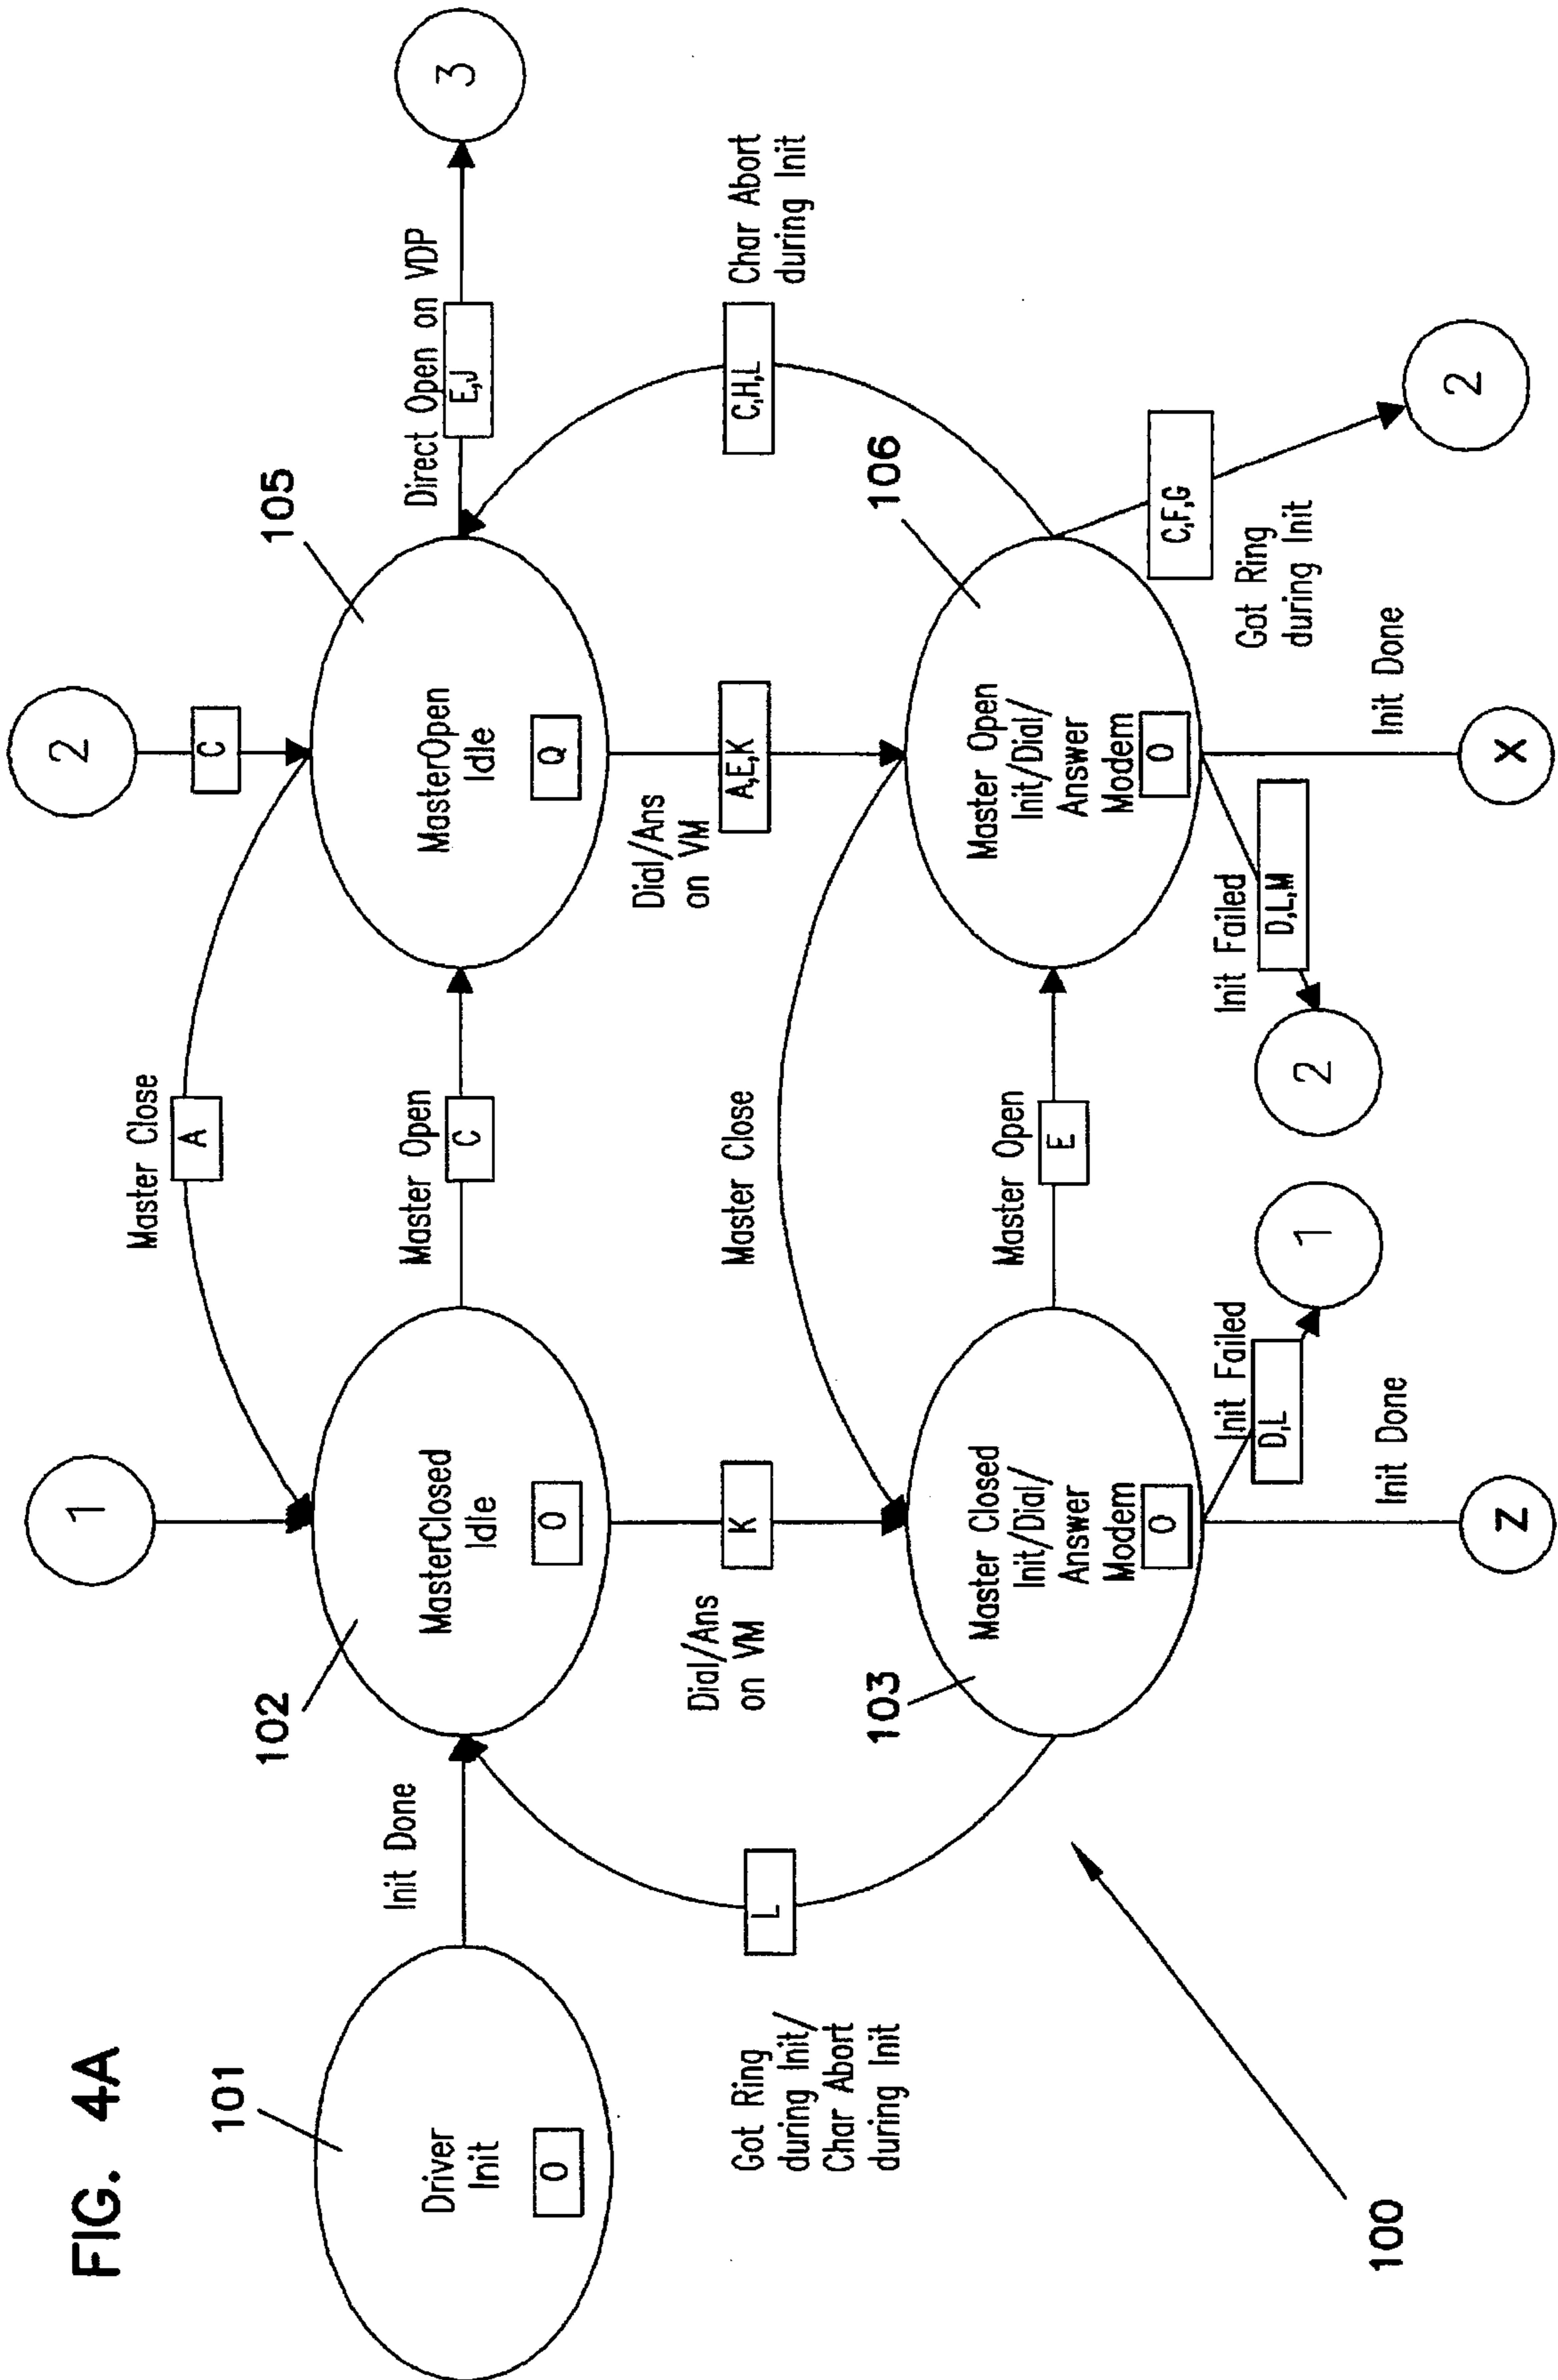 FIG. 4A
101
Driver
Init
O
Init Done
1
102
MasterClosed
Idle
O
Master Close
A
Master Open
C
2
C
105
MasterOpen
Idle
Q
Direct Open on VDP
E,J
3
Got Ring
during Init/
Char Abort
during Init
L
Dial/Ans
on VM
K
Master Close
Dial/Ans
on VM
A,E,K
C,H,L
Char Abort
during Init
103
Master Closed
Init/Dial/
Answer
Modem
O
Master Open
E
106
Master Open
Init/Dial/
Answer
Modem
O
C,F,G
Got Ring
during Init
2
Init Failed
D,L
1
Init Done
Z
Init Failed
D,L,M
2
Init Done
X
100